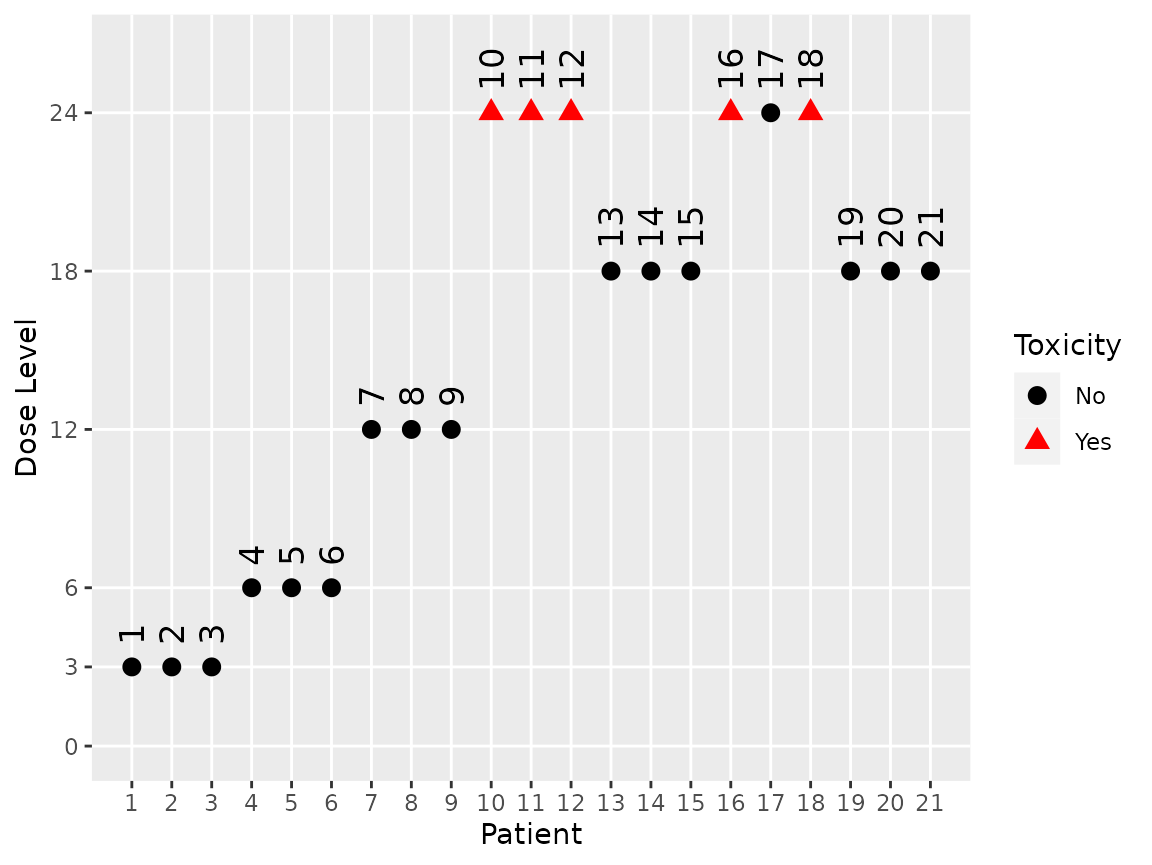 10 11 12 16 17 18
24
13 14 15 19 20 21
18
7 8 9
12
4 5 6
6
1 2 3
3
0
1 2 3 4 5 6 7 8 9 10 11 12 13 14 15 16 17 18 19 20 21
Patient
Dose Level
Toxicity
No
Yes